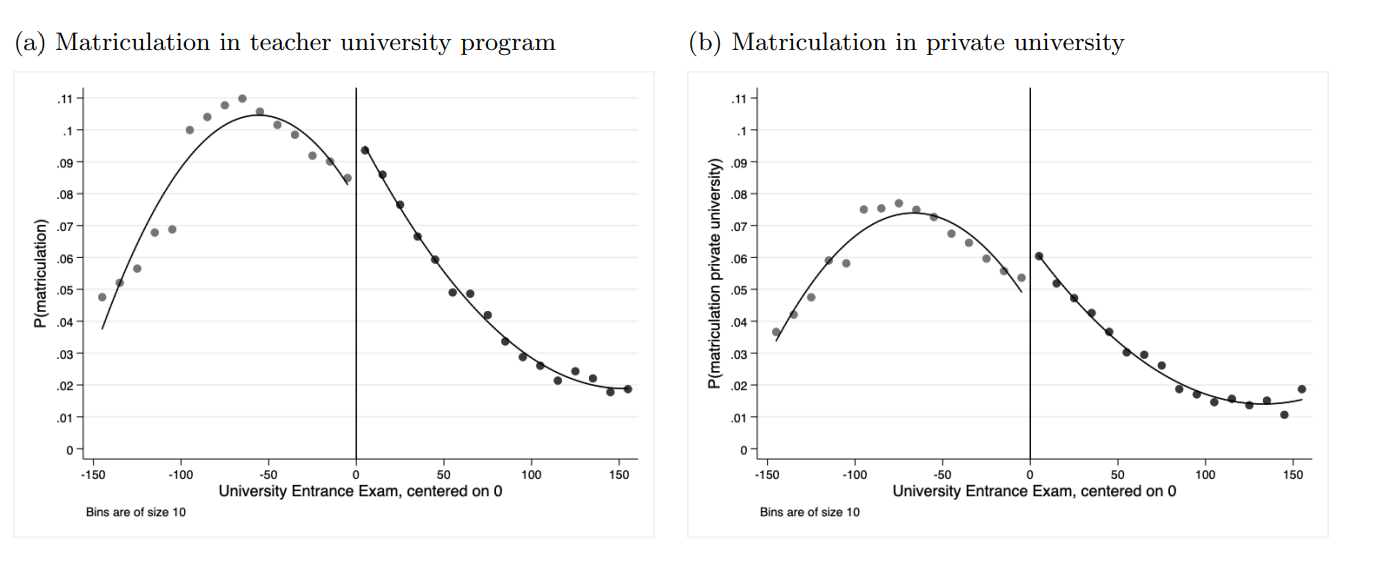 (a) Matriculation in teacher university program
P(matriculation)
.11
.1
.09
.08
.07
.06
.05
.04
.03
.02
.01
0
-150 -100 -50 0 50 100 150
University Entrance Exam, centered on 0
Bins are of size 10
(b) Matriculation in private university
P(matriculation private university)
.11
.1
.09
.08
.07
.06
.05
.04
.03
.02
.01
0
-150 -100 -50 0 50 100 150
University Entrance Exam, centered on 0
Bins are of size 10